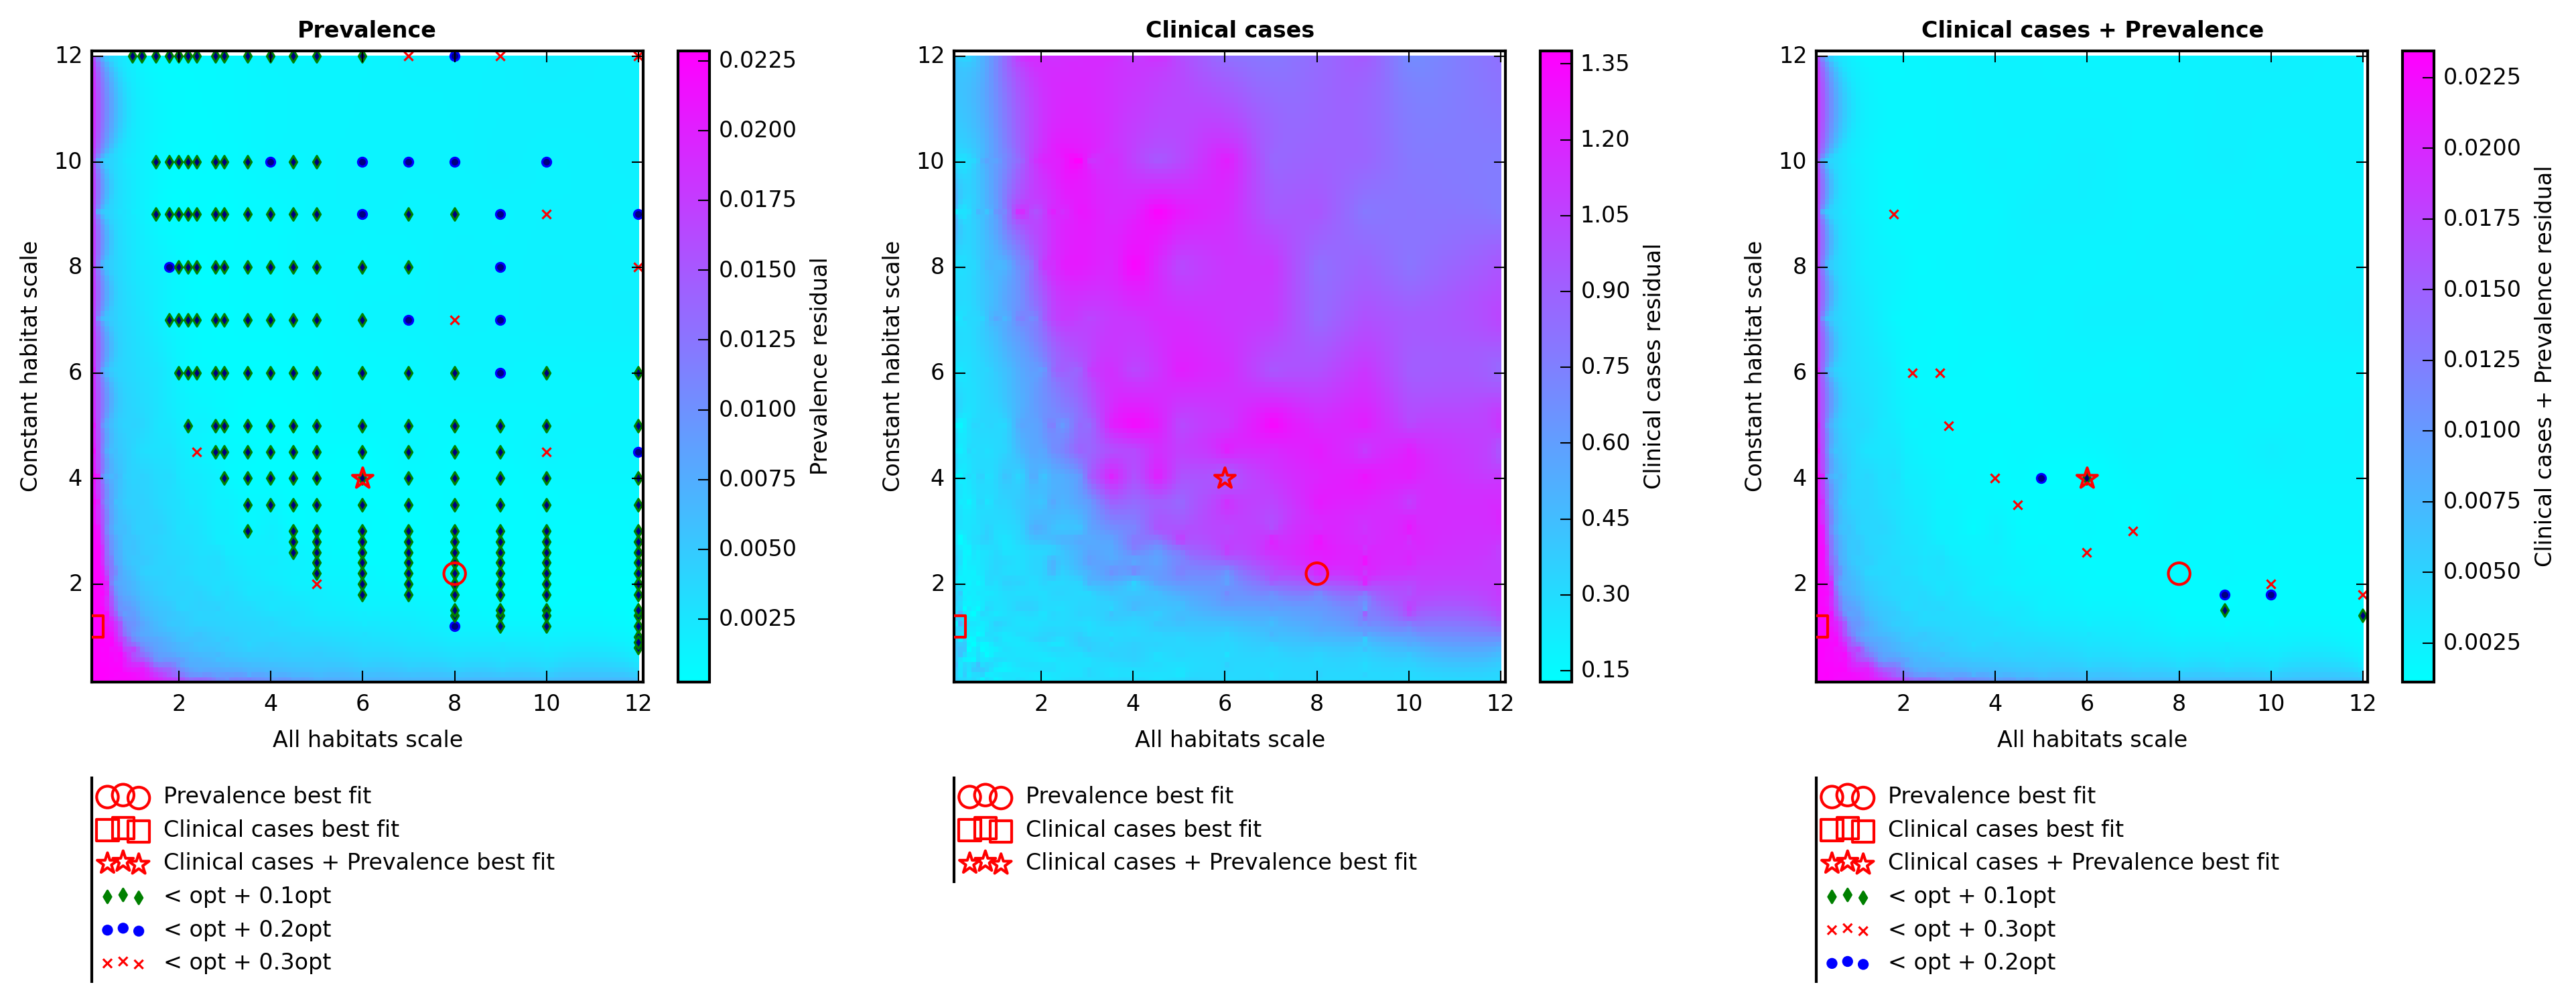 Prevalence
12
10
8
6
4
2
2 4 6 8 10 12
Constant habitat scale
All habitats scale
0.0225
0.0200
0.0175
0.0150
0.0125
0.0100
0.0075
0.0050
0.0025
Prevalence residual
Prevalence best fit
Clinical cases best fit
Clinical cases + Prevalence best fit
< opt + 0.1opt
< opt + 0.2opt
< opt + 0.3opt
Clinical cases
12
10
8
6
4
2
2 4 6 8 10 12
Constant habitat scale
All habitats scale
1.35
1.20
1.05
0.90
0.75
0.60
0.45
0.30
0.15
Clinical cases residual
Prevalence best fit
Clinical cases best fit
Clinical cases + Prevalence best fit
Clinical cases + Prevalence
12
10
8
6
4
2
2 4 6 8 10 12
Constant habitat scale
All habitats scale
0.0225
0.0200
0.0175
0.0150
0.0125
0.0100
0.0075
0.0050
0.0025
Clinical cases + Prevalence residual
Prevalence best fit
Clinical cases best fit
Clinical cases + Prevalence best fit
< opt + 0.1opt
< opt + 0.3opt
< opt + 0.2opt